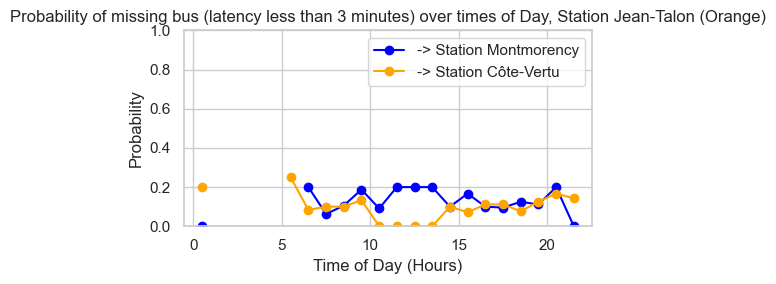 Probability of missing bus (latency less than 3 minutes) over times of Day, Station Jean-Talon (Orange)
1.0
0.8
0.6
0.4
0.2
0.0
Probability
-> Station Montmorency
-> Station Côte-Vertu
0 5 10 15 20
Time of Day (Hours)